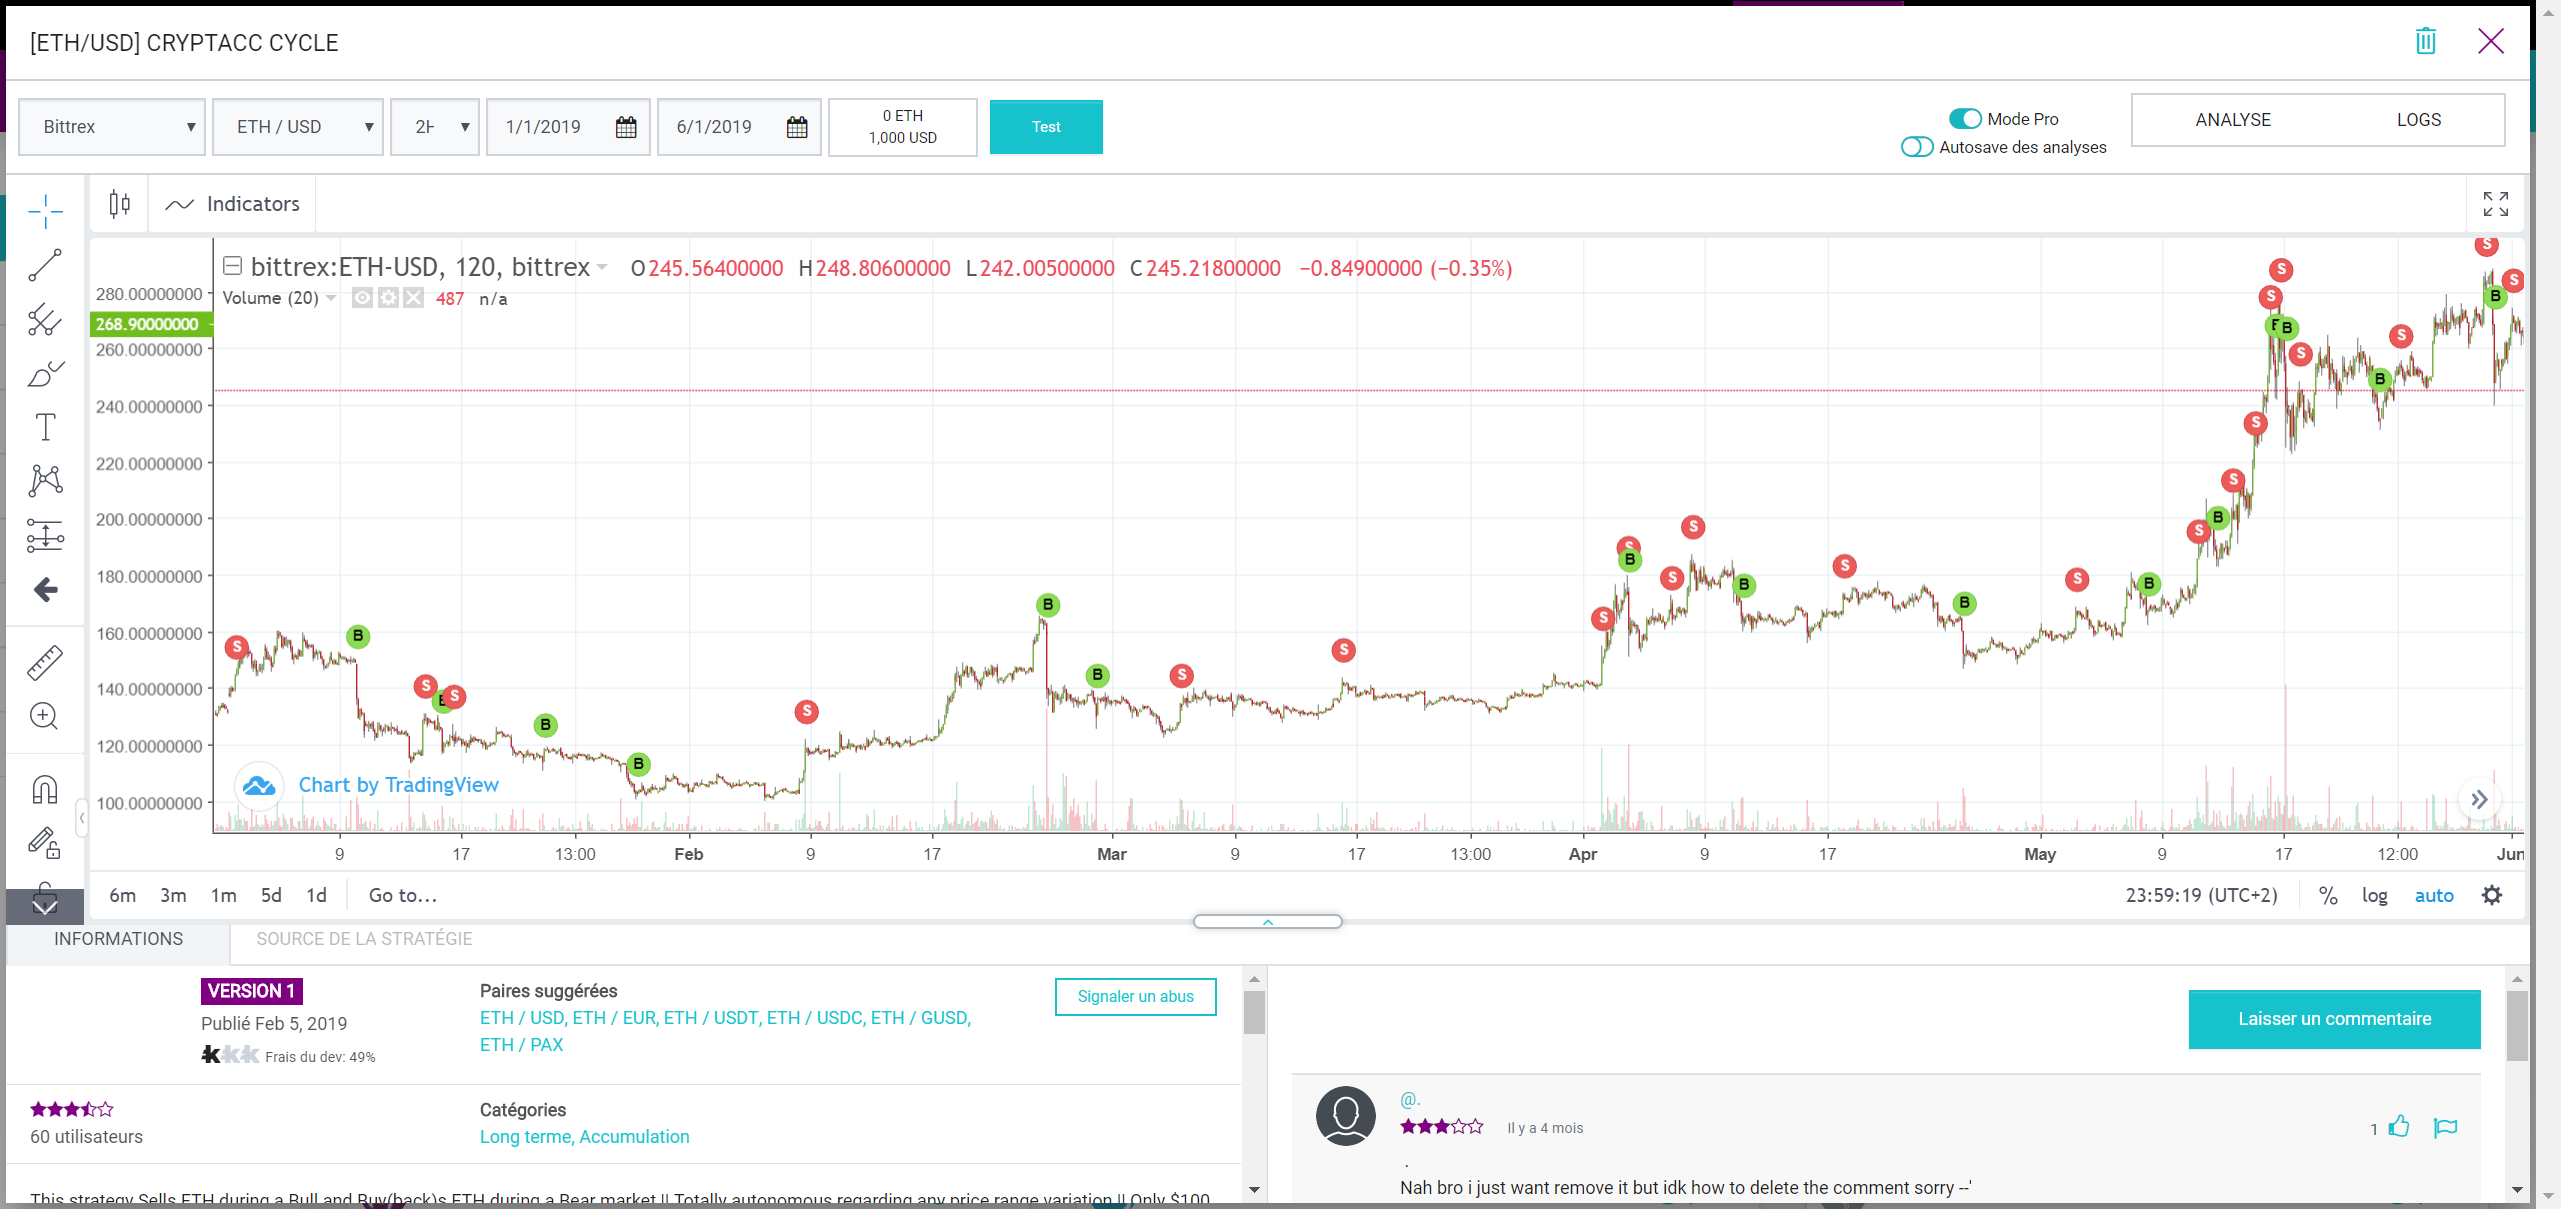 [ETH/USD] CRYPTACC CYCLE
Bittrex
ETH / USD
1/1/2019
6/1/2019
0 ETH
1,000 USD
Test
Mode Pro
Autosave des analyses
ANALYSE
LOGS
Indicators
bittrex:ETH-USD, 120, bittrex O245.56400000 H248.80600000 L242.00500000 C245.21800000 −0.84900000 (−0.35%)
Volume (20) 487 n/a
280.00000000
268.90000000
260.00000000
240.00000000
220.00000000
200.00000000
180.00000000
160.00000000
140.00000000
120.00000000
100.00000000
S B S S B B S B B S S S S B S S B S B S B S B S S S S B S B S B S S B S
Chart by TradingView
9 17 13:00 Feb 9 17 Mar 9 17 13:00 Apr 9 17 May 9 17 12:00 Jun
6m 3m 1m 5d 1d Go to...
23:59:19 (UTC+2) % log auto
INFORMATIONS
SOURCE DE LA STRATÉGIE
VERSION 1
Publié Feb 5, 2019
Frais du dev: 49%
Paires suggérées
ETH / USD, ETH / EUR, ETH / USDT, ETH / USDC, ETH / GUSD,
ETH / PAX
Signaler un abus
60 utilisateurs
Catégories
Long terme, Accumulation
This strategy Sells ETH during a Bull and Buy(back)s ETH during a Bear market !! Totally autonomous regarding any price range variation !! Only $100
Laisser un commentaire
@.
Il y a 4 mois
1
.
Nah bro i just want remove it but idk how to delete the comment sorry --'